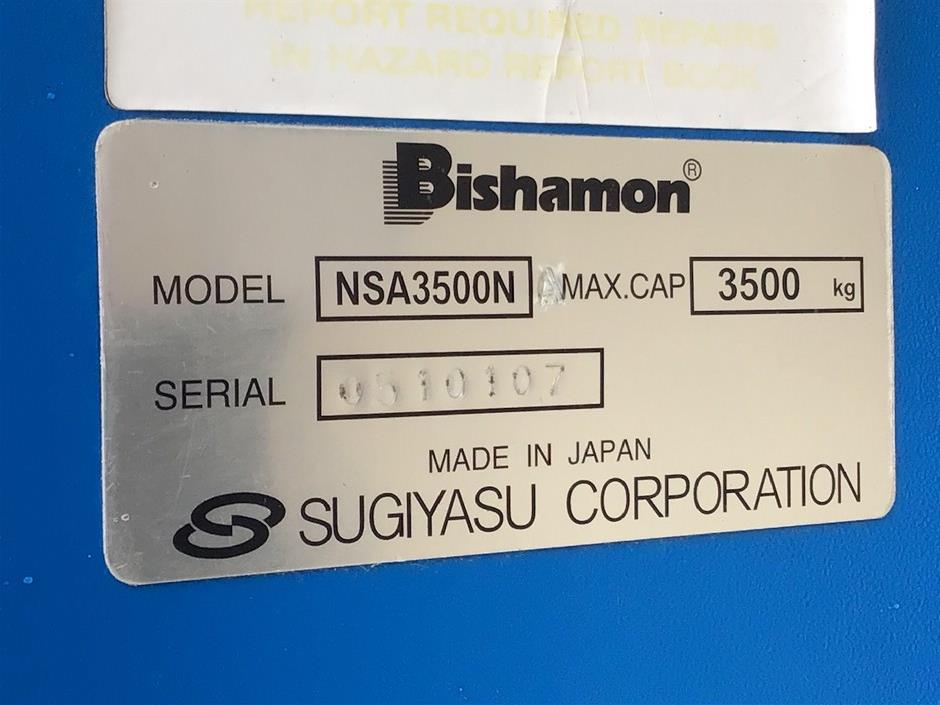 REPORT REQUIRED REPAIRS
IN HAZARD REPORT BOOK
Bishamon®
MODEL NSA3500N A MAX.CAP 3500 kg
SERIAL 0510107
MADE IN JAPAN
SUGIYASU CORPORATION